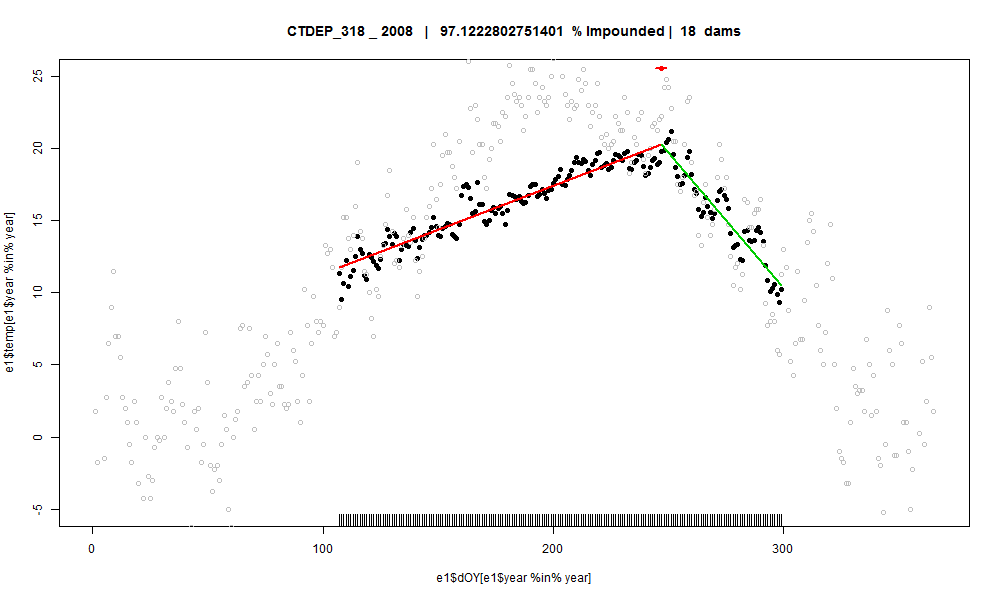 CTDEP_318 _ 2008 | 97.1222802751401 % Impounded | 18 dams
e1$temp[e1$year %in% year]
25
20
15
10
5
0
-5
0 100 200 300
e1$dOY[e1$year %in% year]